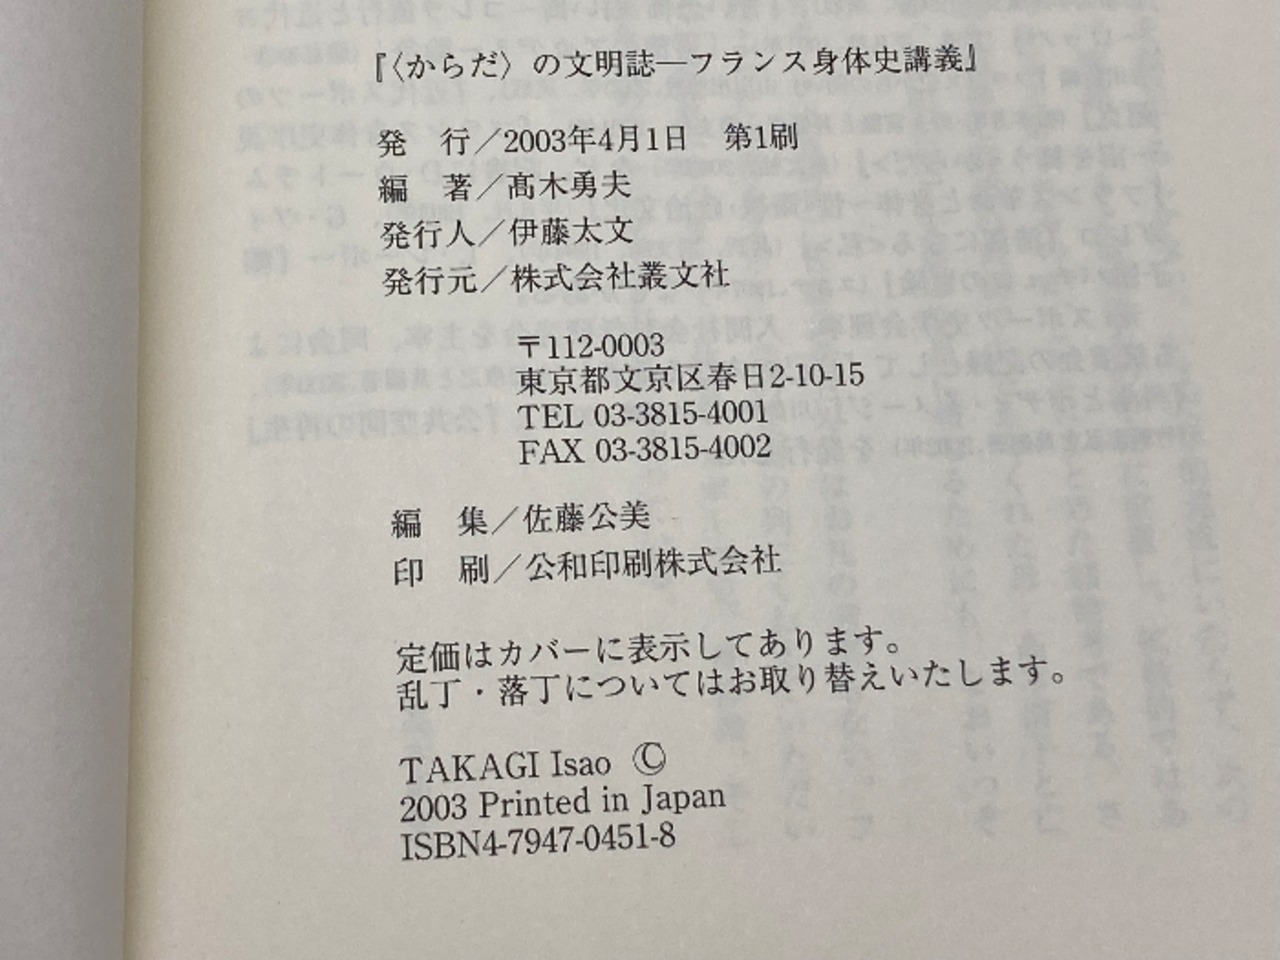 『〈からだ〉の文明誌―フランス身体史講義』
発　行／2003年4月1日　第1刷
編　著／髙木勇夫
発行人／伊藤太文
発行元／株式会社叢文社
〒112-0003
東京都文京区春日2-10-15
TEL 03-3815-4001
FAX 03-3815-4002
編　集／佐藤公美
印　刷／公和印刷株式会社
定価はカバーに表示してあります。
乱丁・落丁についてはお取り替えいたします。
TAKAGI Isao ©
2003 Printed in Japan
ISBN4-7947-0451-8